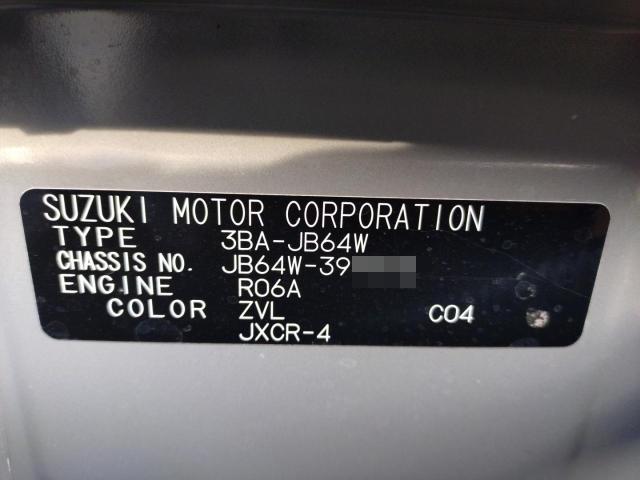 SUZUKI MOTOR CORPORATION
TYPE 3BA-JB64W
CHASSIS NO. JB64W-39
ENGINE R06A
COLOR ZVL C04
JXCR-4